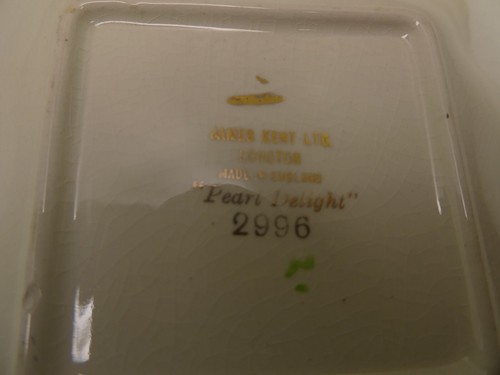 JAMES KENT LTD.
LONGTON
MADE IN ENGLAND
"Pearl Delight"
2996